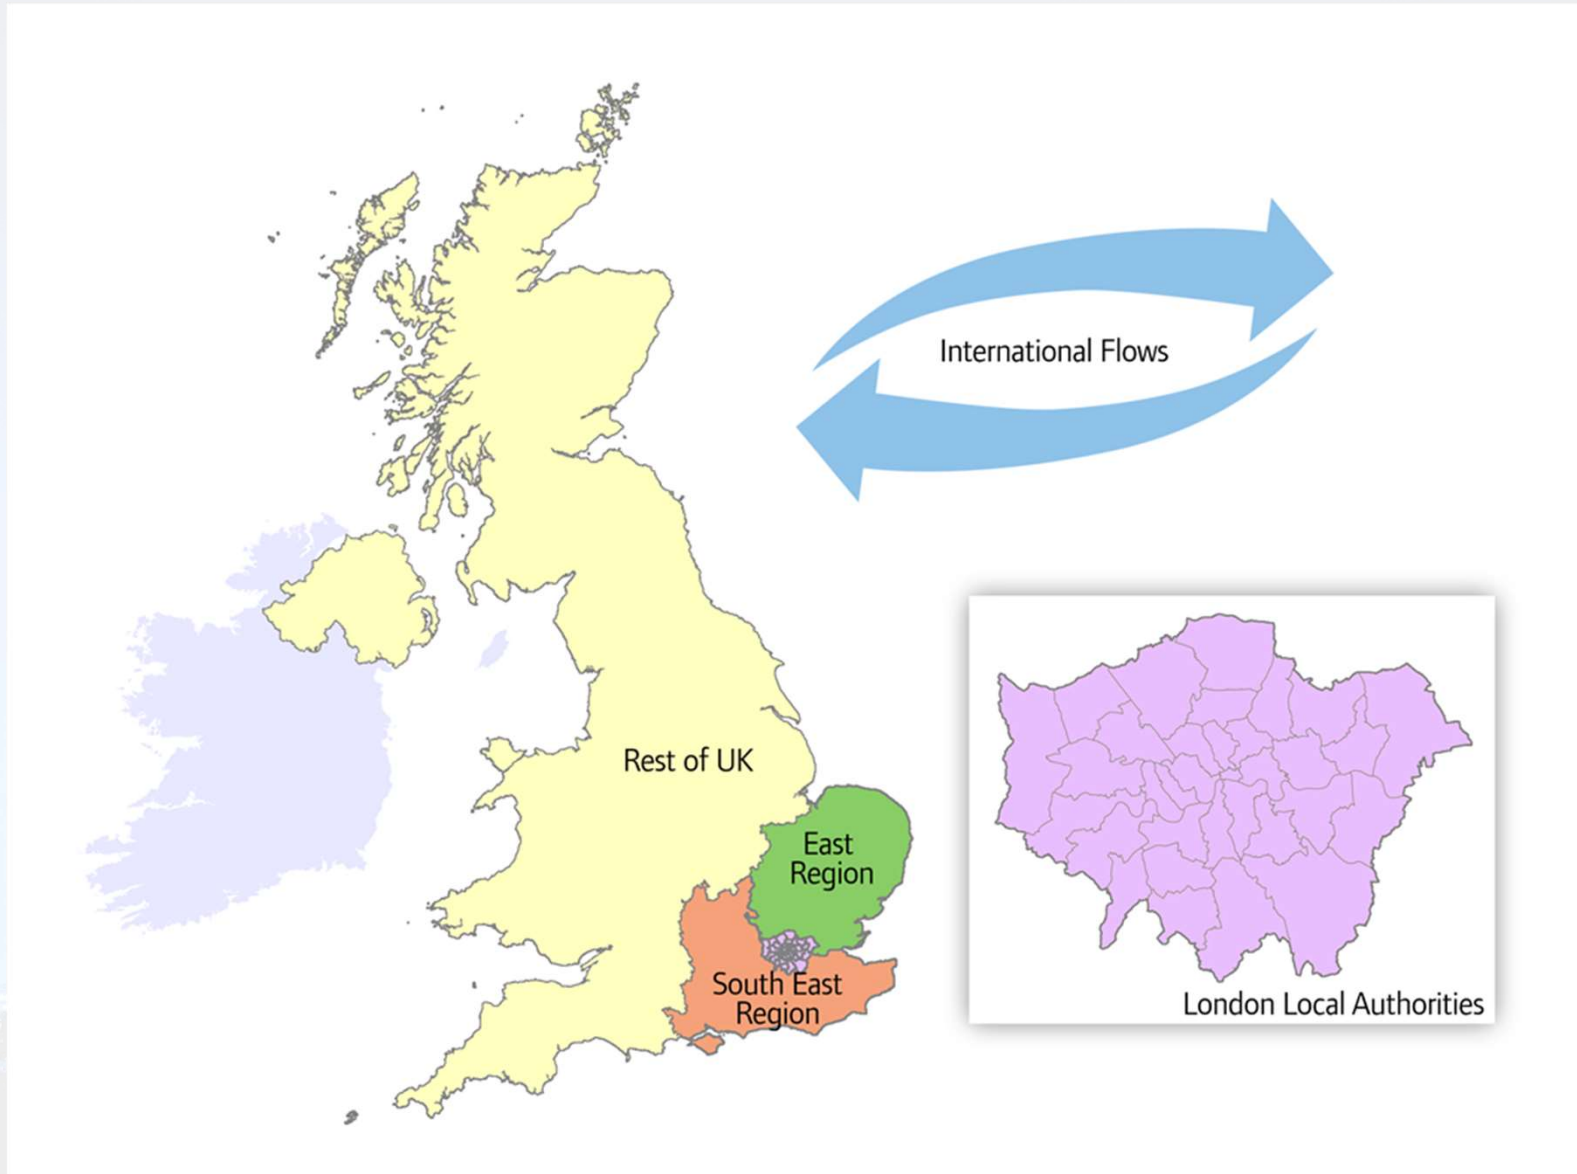 International Flows
Rest of UK
East
Region
South East
Region
London Local Authorities